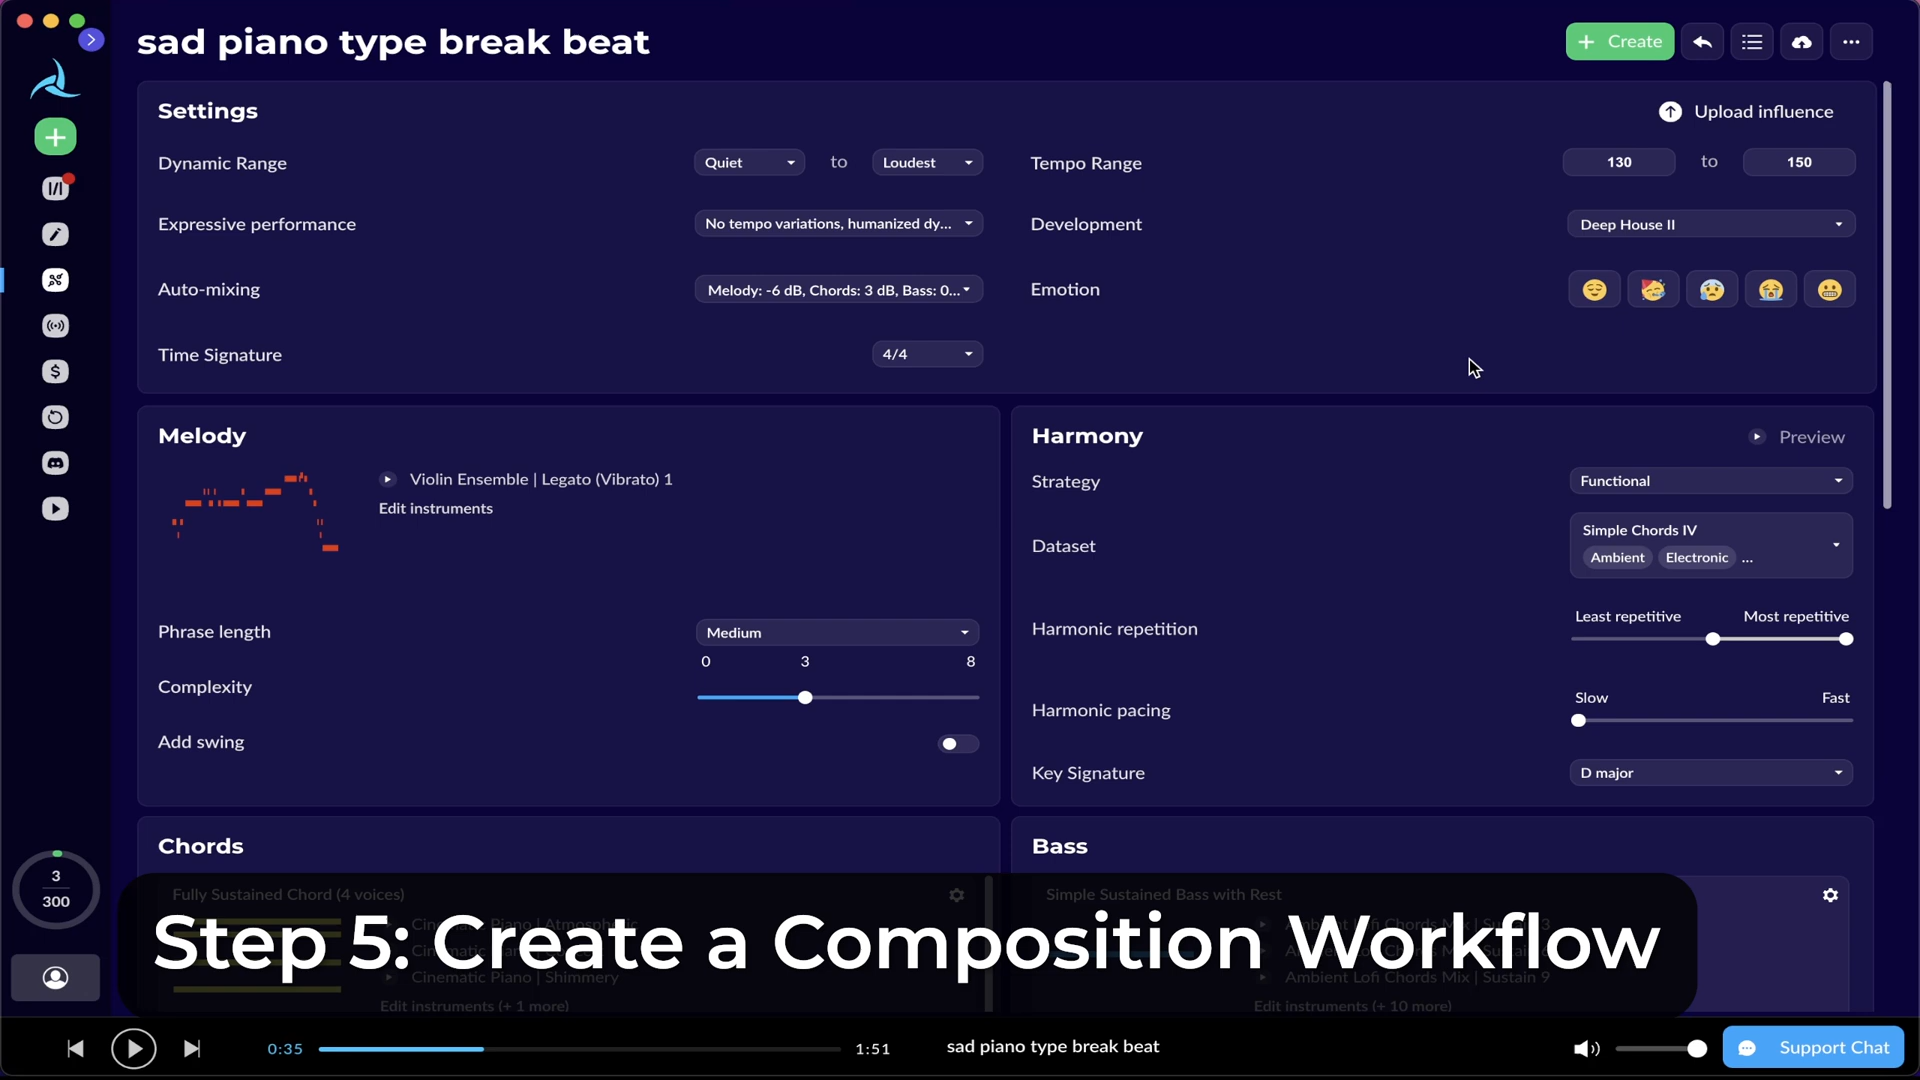 sad piano type break beat
+ Create
Settings
Upload influence
Dynamic Range
Quiet
to
Loudest
Tempo Range
130
to
150
Expressive performance
No tempo variations, humanized dy...
Development
Deep House II
Auto-mixing
Melody: -6 dB, Chords: 3 dB, Bass: 0...
Emotion
Time Signature
4/4
Melody
Violin Ensemble | Legato (Vibrato) 1
Edit instruments
Phrase length
Medium
0 3 8
Complexity
Add swing
Harmony
Preview
Strategy
Functional
Dataset
Simple Chords IV
Ambient Electronic ...
Harmonic repetition
Least repetitive Most repetitive
Harmonic pacing
Slow Fast
Key Signature
D major
Chords
Fully Sustained Chord (4 voices)
Cinematic Piano | Shimmery
Edit instruments (+ 1 more)
Bass
Simple Sustained Bass with Rest
Ambient Lofi Chords Mix | Sustain 9
Edit instruments (+ 10 more)
Step 5: Create a Composition Workflow
3
300
0:35
1:51
sad piano type break beat
Support Chat